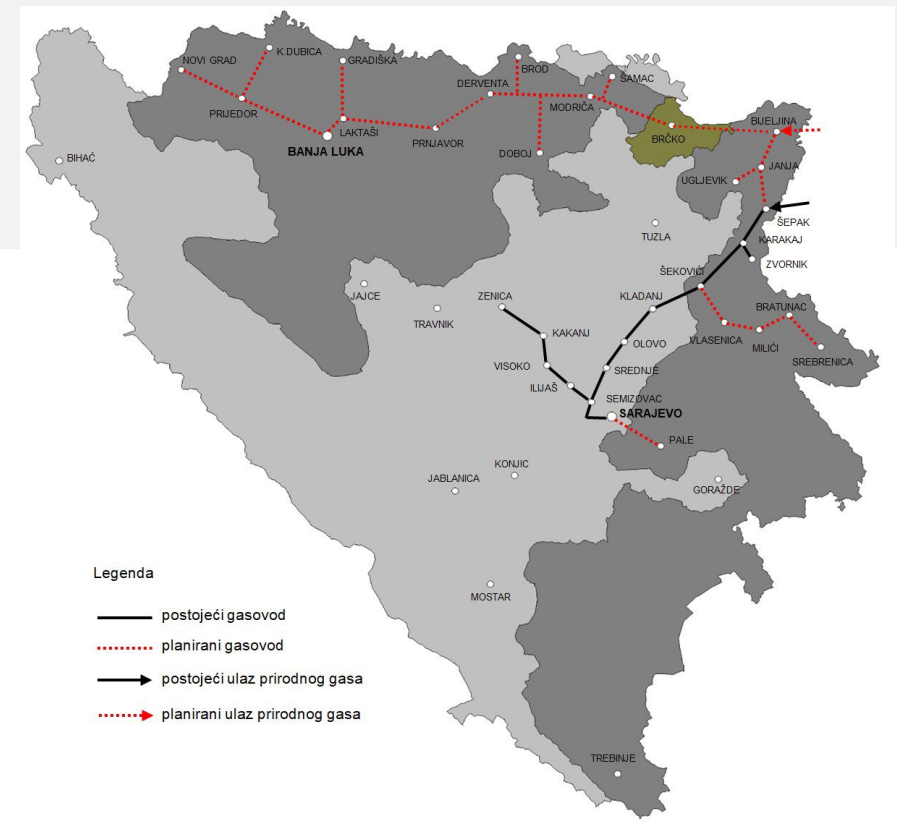 K.DUBICA
NOVI GRAD
GRADIŠKA
BROD
ŠAMAC
DERVENTA
PRIJEDOR
MODRIČA
BIJELJINA
LAKTAŠI
PRNJAVOR
BRČKO
BANJA LUKA
DOBOJ
BIHAĆ
JANJA
UGLJEVIK
ŠEPAK
TUZLA
KARAKAJ
ZVORNIK
ŠEKOVIĆI
JAJCE
ZENICA
KLADANJ
BRATUNAC
TRAVNIK
KAKANJ
OLOVO
VLASENICA
MILIĆI
SREBRENICA
VISOKO
SREDNJE
ILIJAŠ
SEMIZOVAC
SARAJEVO
PALE
KONJIC
JABLANICA
GORAŽDE
Legenda
MOSTAR
postojeći gasovod
planirani gasovod
postojeći ulaz prirodnog gasa
planirani ulaz prirodnog gasa
TREBINJE